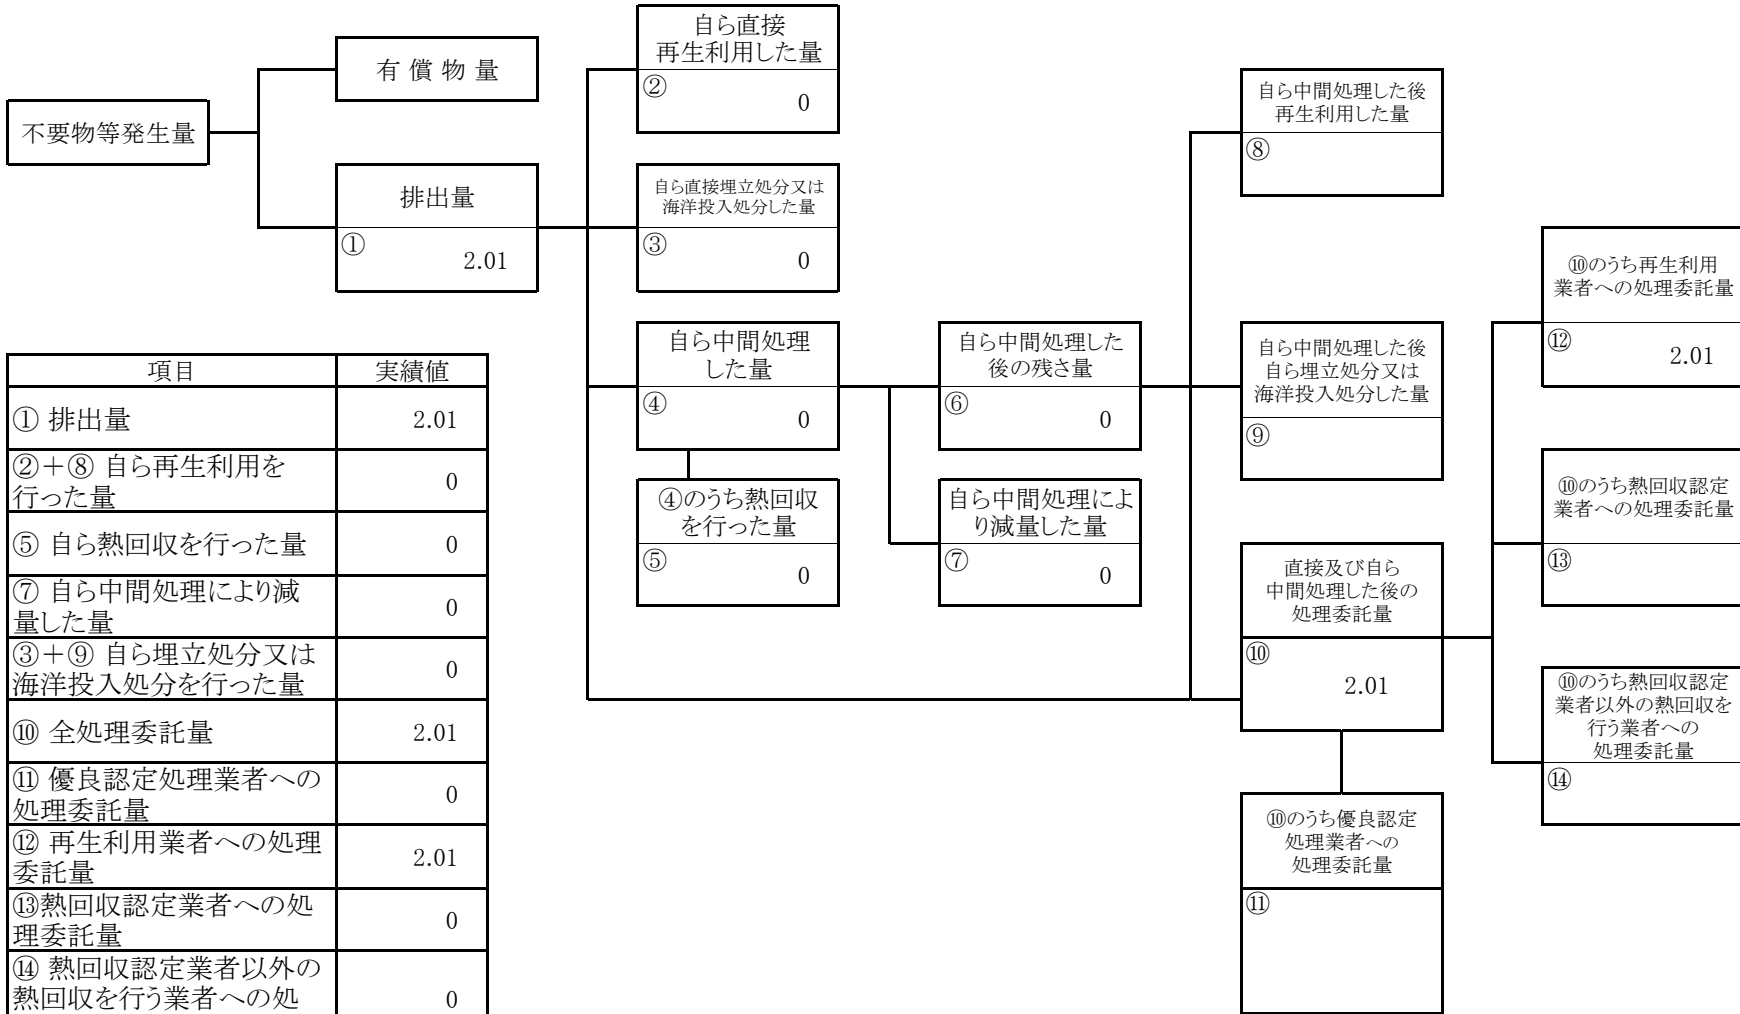 不要物等発生量
有 償 物 量
排出量
①
2.01
自ら直接
再生利用した量
②
0
自ら直接埋立処分又は
海洋投入処分した量
③
0
自ら中間処理
した量
④
0
④のうち熱回収
を行った量
⑤
0
自ら中間処理した
後の残さ量
⑥
0
自ら中間処理によ
り減量した量
⑦
0
自ら中間処理した後
再生利用した量
⑧
自ら中間処理した後
自ら埋立処分又は
海洋投入処分した量
⑨
直接及び自ら
中間処理した後の
処理委託量
⑩
2.01
⑩のうち優良認定
処理業者への
処理委託量
⑪
⑩のうち再生利用
業者への処理委託量
⑫
2.01
⑩のうち熱回収認定
業者への処理委託量
⑬
⑩のうち熱回収認定
業者以外の熱回収を
行う業者への
処理委託量
⑭
項目 実績値
① 排出量 2.01
②+⑧ 自ら再生利用を
行った量 0
⑤ 自ら熱回収を行った量 0
⑦ 自ら中間処理により減
量した量 0
③+⑨ 自ら埋立処分又は
海洋投入処分を行った量 0
⑩ 全処理委託量 2.01
⑪ 優良認定処理業者への
処理委託量 0
⑫ 再生利用業者への処理
委託量 2.01
⑬熱回収認定業者への処
理委託量 0
⑭ 熱回収認定業者以外の
熱回収を行う業者への処 0